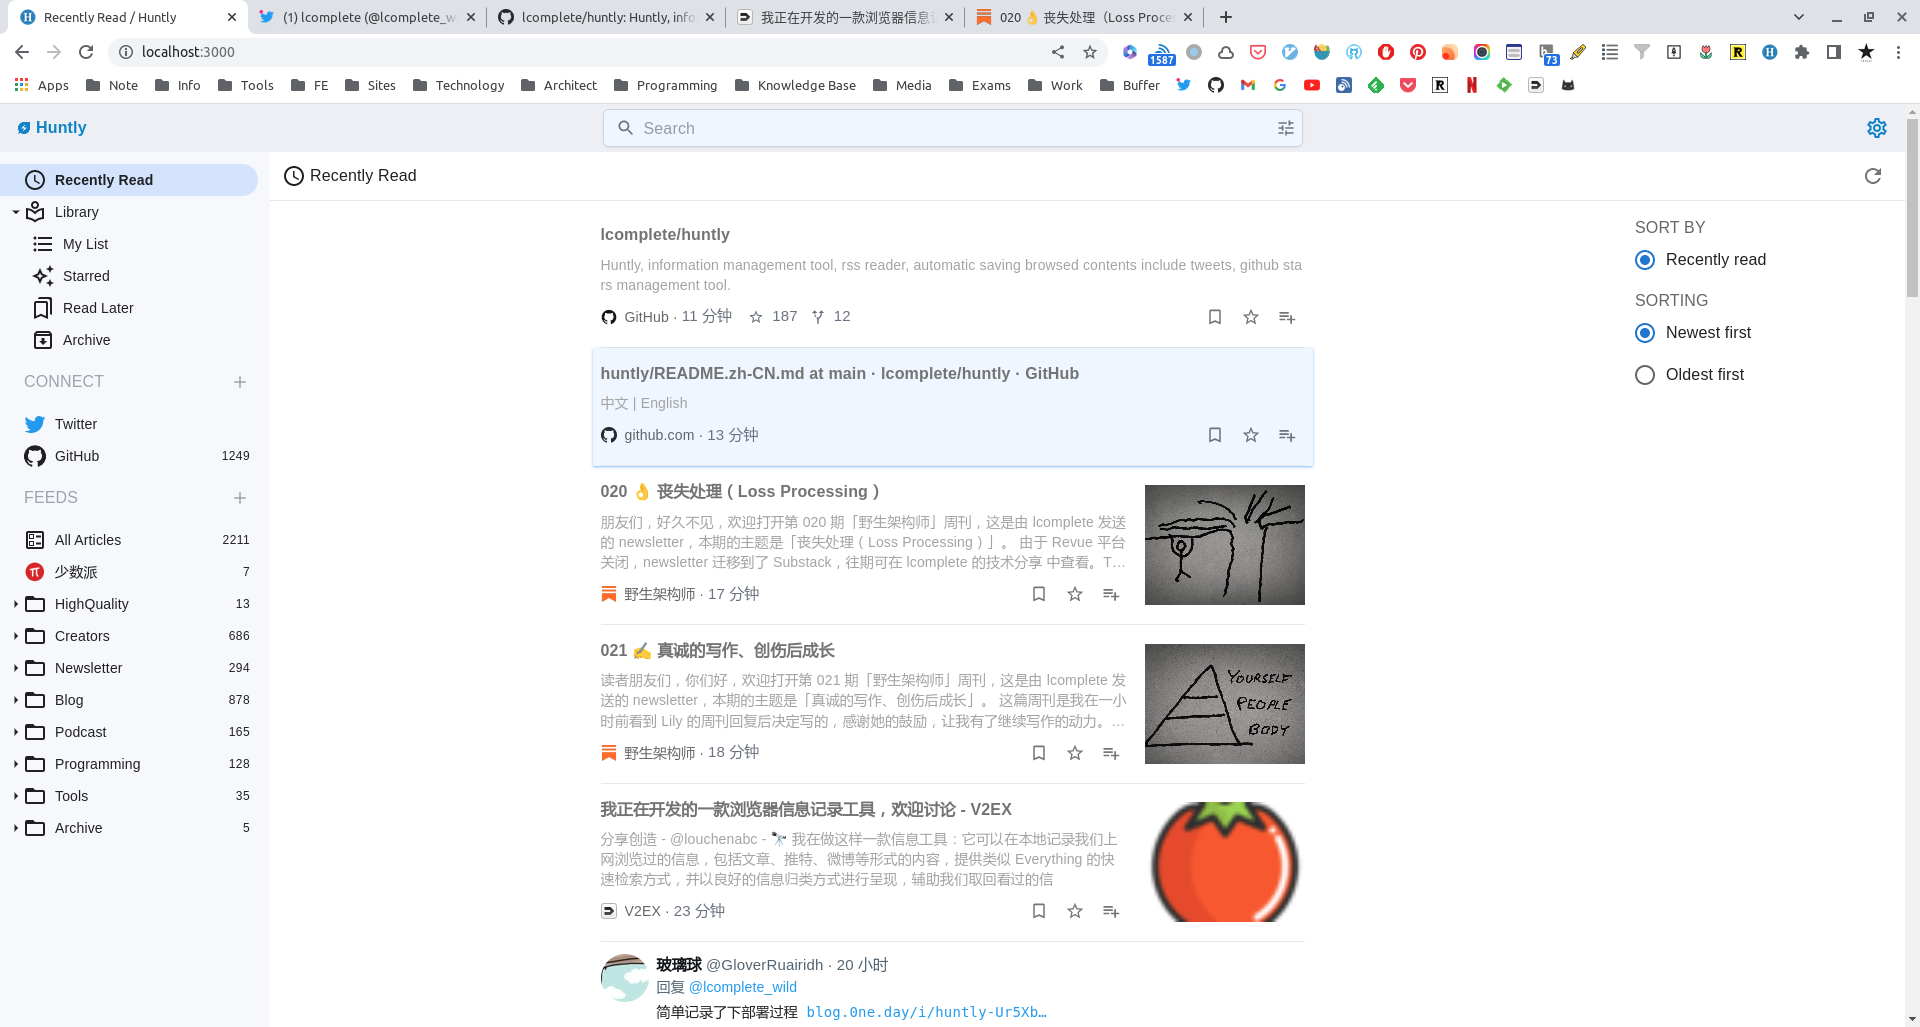 Recently Read / Huntly
(1) lcomplete (@lcomplete_wi
lcomplete/huntly: Huntly, info
我正在开发的一款浏览器信息
020 👌 丧失处理（Loss Proce
localhost:3000
1587
73
Apps Note Info Tools FE Sites Technology Architect Programming Knowledge Base Media Exams Work Buffer
Huntly
Search
Recently Read
Library
My List
Starred
Read Later
Archive
CONNECT
Twitter
GitHub 1249
FEEDS
All Articles 2211
少数派 7
HighQuality 13
Creators 686
Newsletter 294
Blog 878
Podcast 165
Programming 128
Tools 35
Archive 5
Recently Read
lcomplete/huntly
Huntly, information management tool, rss reader, automatic saving browsed contents include tweets, github sta
rs management tool.
GitHub · 11 分钟 187 12
huntly/README.zh-CN.md at main · lcomplete/huntly · GitHub
中文 | English
github.com · 13 分钟
020 👌 丧失处理（Loss Processing）
朋友们，好久不见，欢迎打开第 020 期「野生架构师」周刊，这是由 lcomplete 发送
的 newsletter，本期的主题是「丧失处理（Loss Processing）」。 由于 Revue 平台
关闭，newsletter 迁移到了 Substack，往期可在 lcomplete 的技术分享 中查看。T…
野生架构师 · 17 分钟
021 ✍️ 真诚的写作、创伤后成长
读者朋友们，你们好，欢迎打开第 021 期「野生架构师」周刊，这是由 lcomplete 发
送的 newsletter，本期的主题是「真诚的写作、创伤后成长」。 这篇周刊是我在一小
时前看到 Lily 的周刊回复后决定写的，感谢她的鼓励，让我有了继续写作的动力。…
野生架构师 · 18 分钟
YOURSELF
PEOPLE
BODY
我正在开发的一款浏览器信息记录工具，欢迎讨论 - V2EX
分享创造 - @louchenabc - 🔭 我在做这样一款信息工具：它可以在本地记录我们上
网浏览过的信息，包括文章、推特、微博等形式的内容，提供类似 Everything 的快
速检索方式，并以良好的信息归类方式进行呈现，辅助我们取回看过的信
V2EX · 23 分钟
玻璃球 @GloverRuairidh · 20 小时
回复 @lcomplete_wild
简单记录了下部署过程 blog.0ne.day/i/huntly-Ur5Xb…
SORT BY
Recently read
SORTING
Newest first
Oldest first